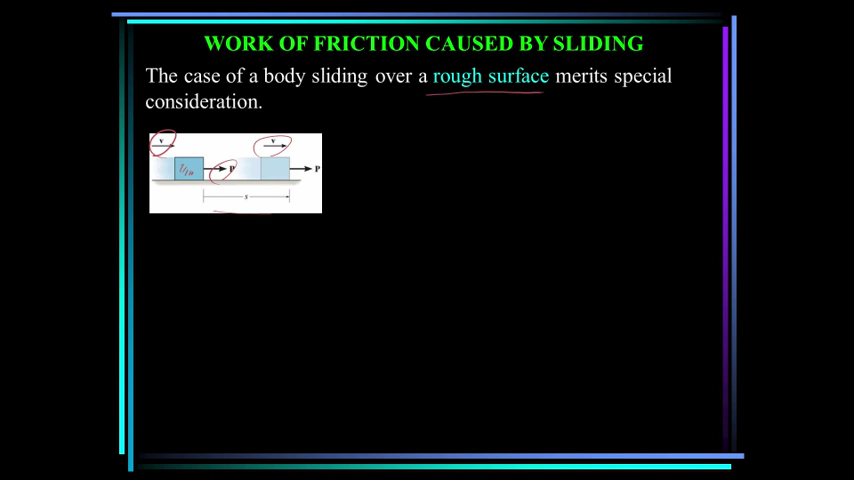 WORK OF FRICTION CAUSED BY SLIDING
The case of a body sliding over a rough surface merits special
consideration.
v v
P P
s